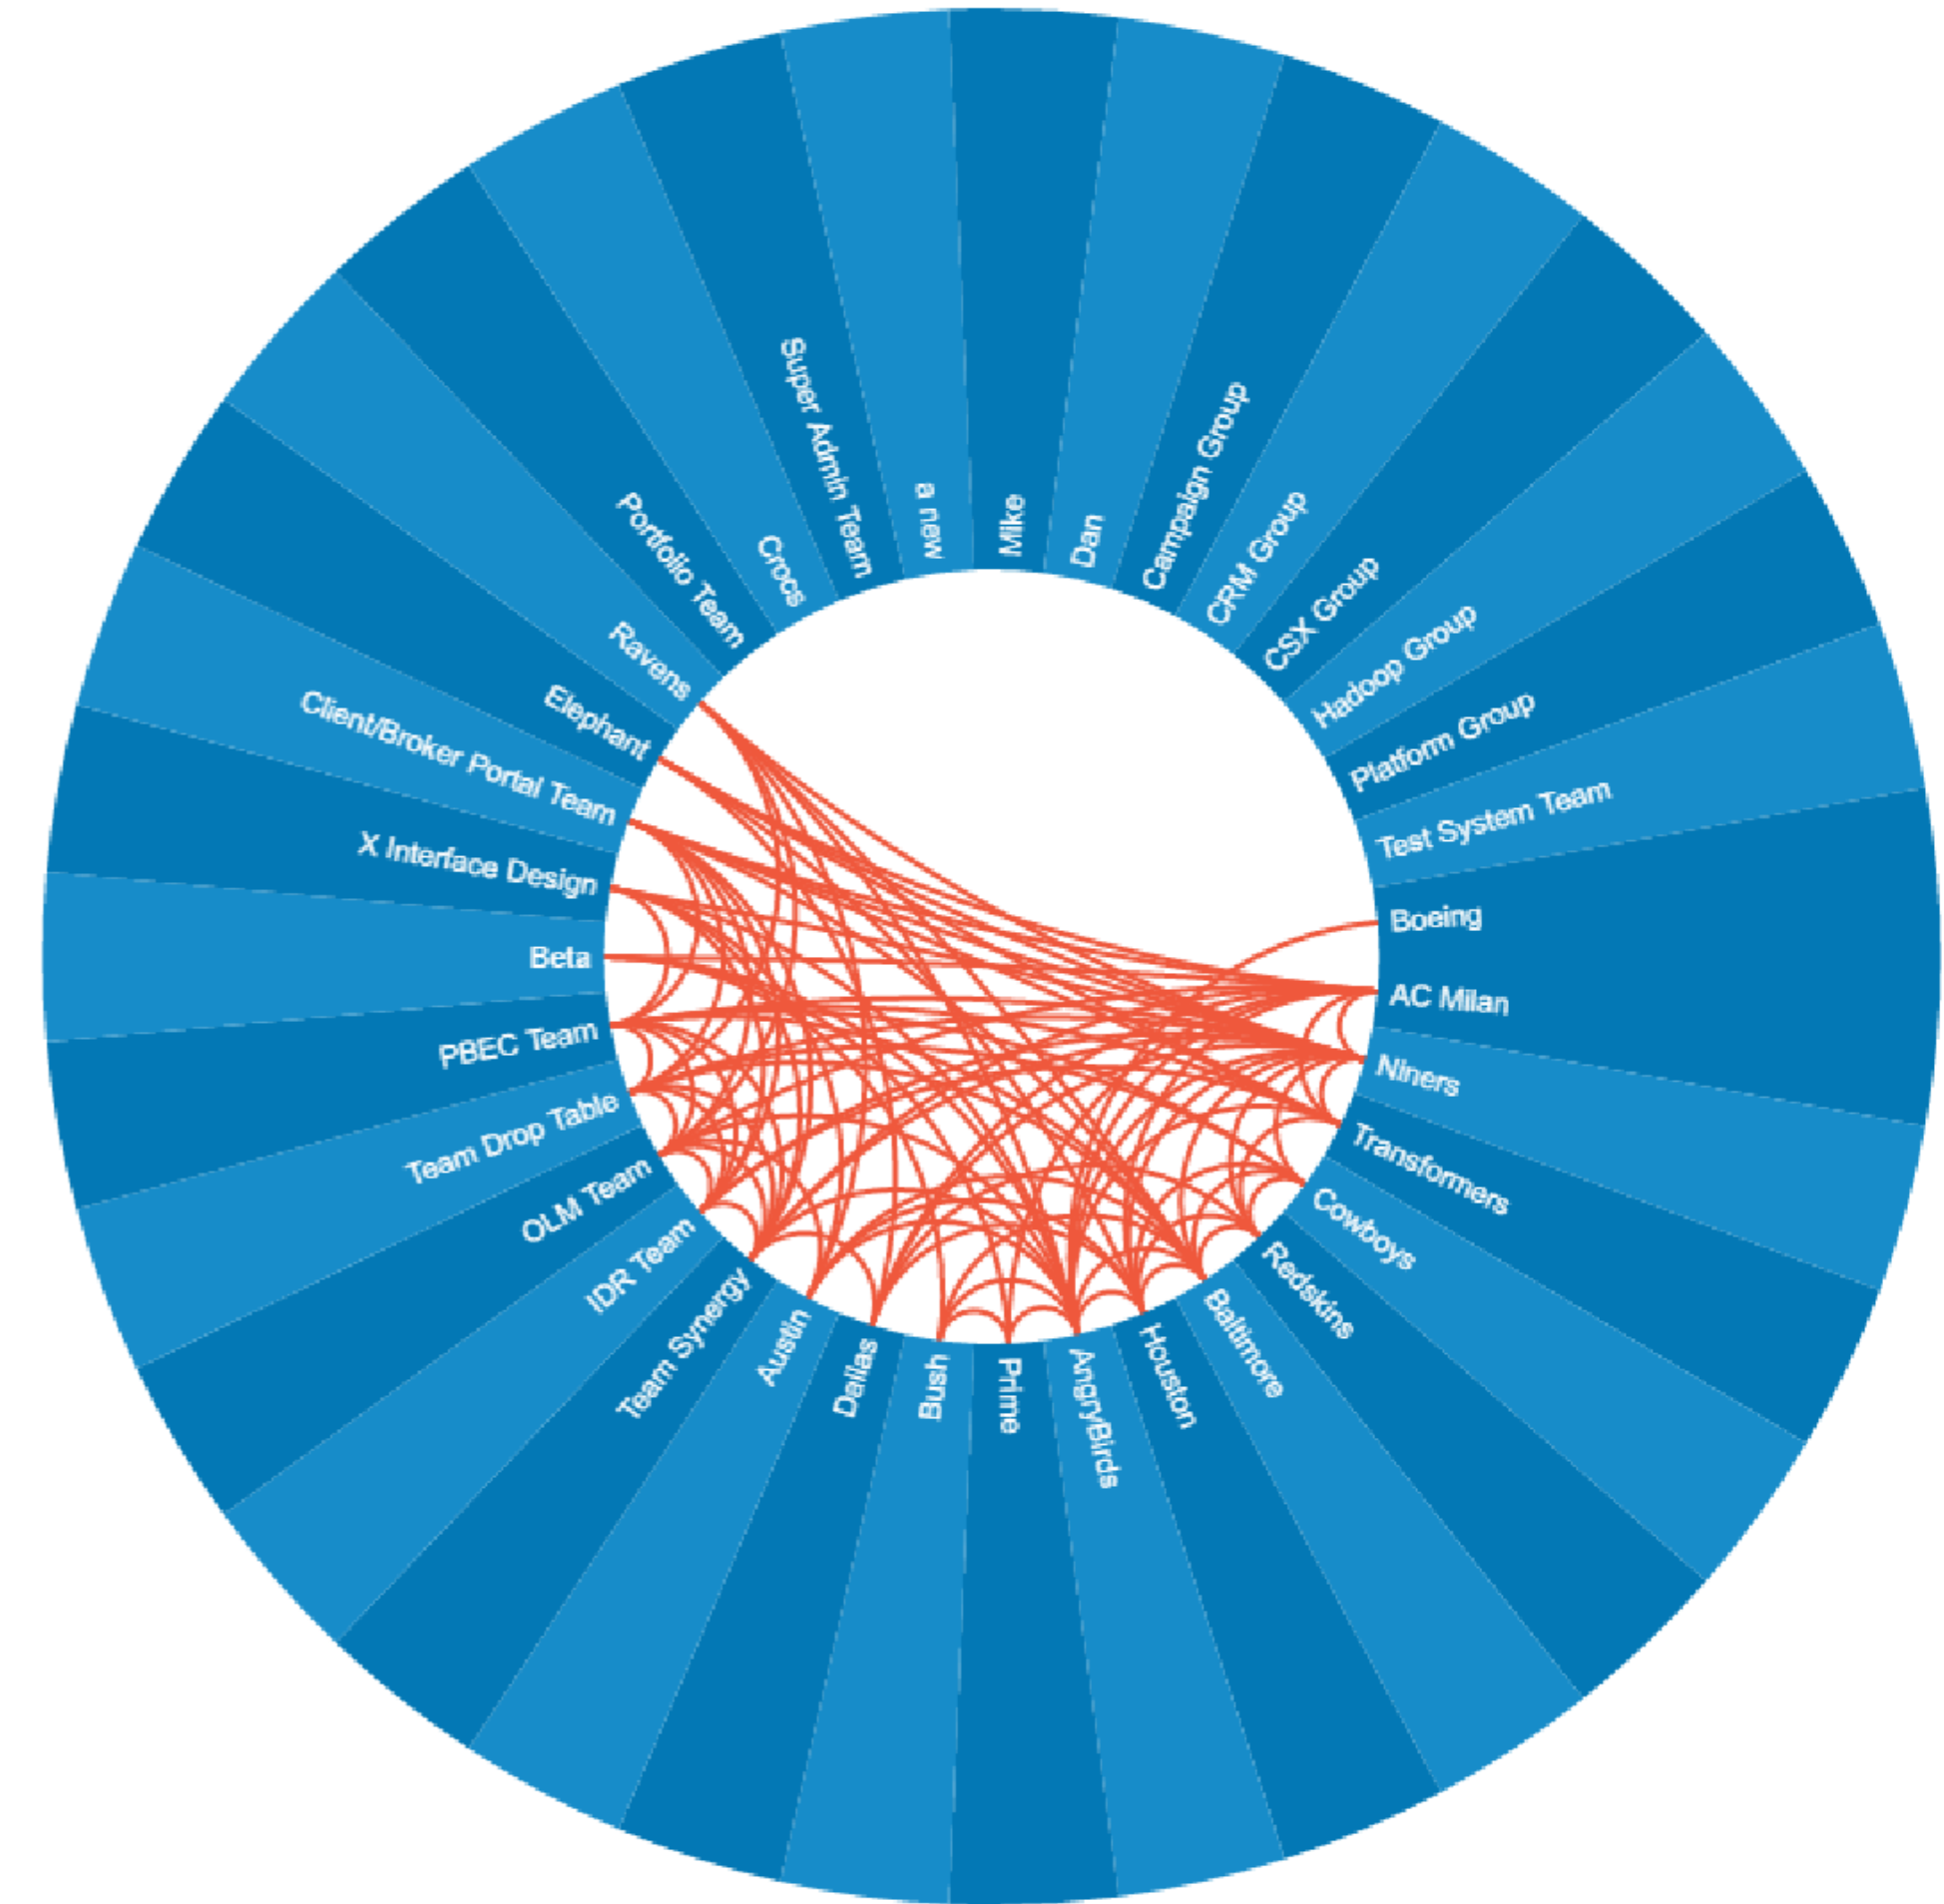 Mike
Dan
Campaign Group
CRM Group
CSX Group
Hadoop Group
Platform Group
Test System Team
Boeing
AC Milan
Niners
Transformers
Cowboys
Redskins
Baltimore
Houston
AngryBirds
Prime
Bush
Dallas
Austin
Team Synergy
IDR Team
OLM Team
Team Drop Table
PBEC Team
Beta
X Interface Design
Client/Broker Portal Team
Elephant
Ravens
Portfolio Team
Crocs
Super Admin Team
a new